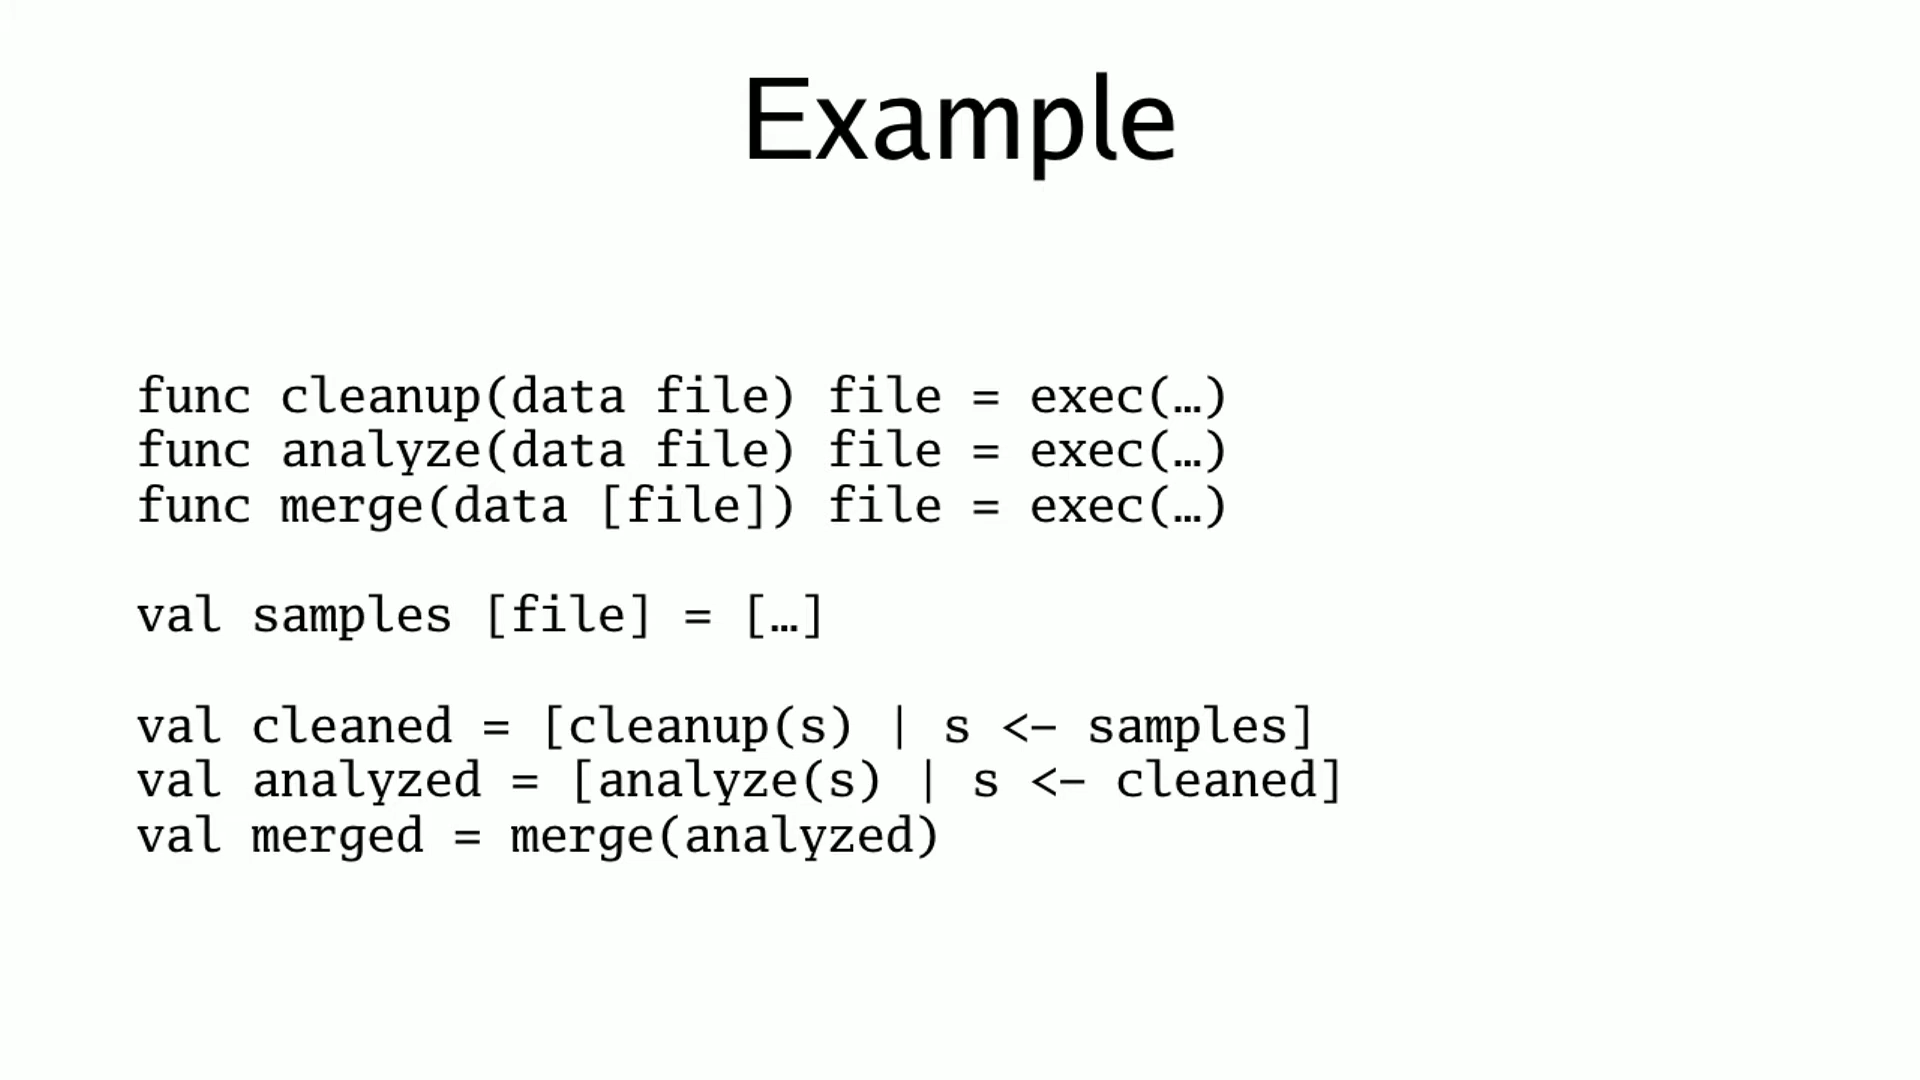 Example
func cleanup(data file) file = exec(…)
func analyze(data file) file = exec(…)
func merge(data [file]) file = exec(…)
val samples [file] = […]
val cleaned = [cleanup(s) | s <- samples]
val analyzed = [analyze(s) | s <- cleaned]
val merged = merge(analyzed)